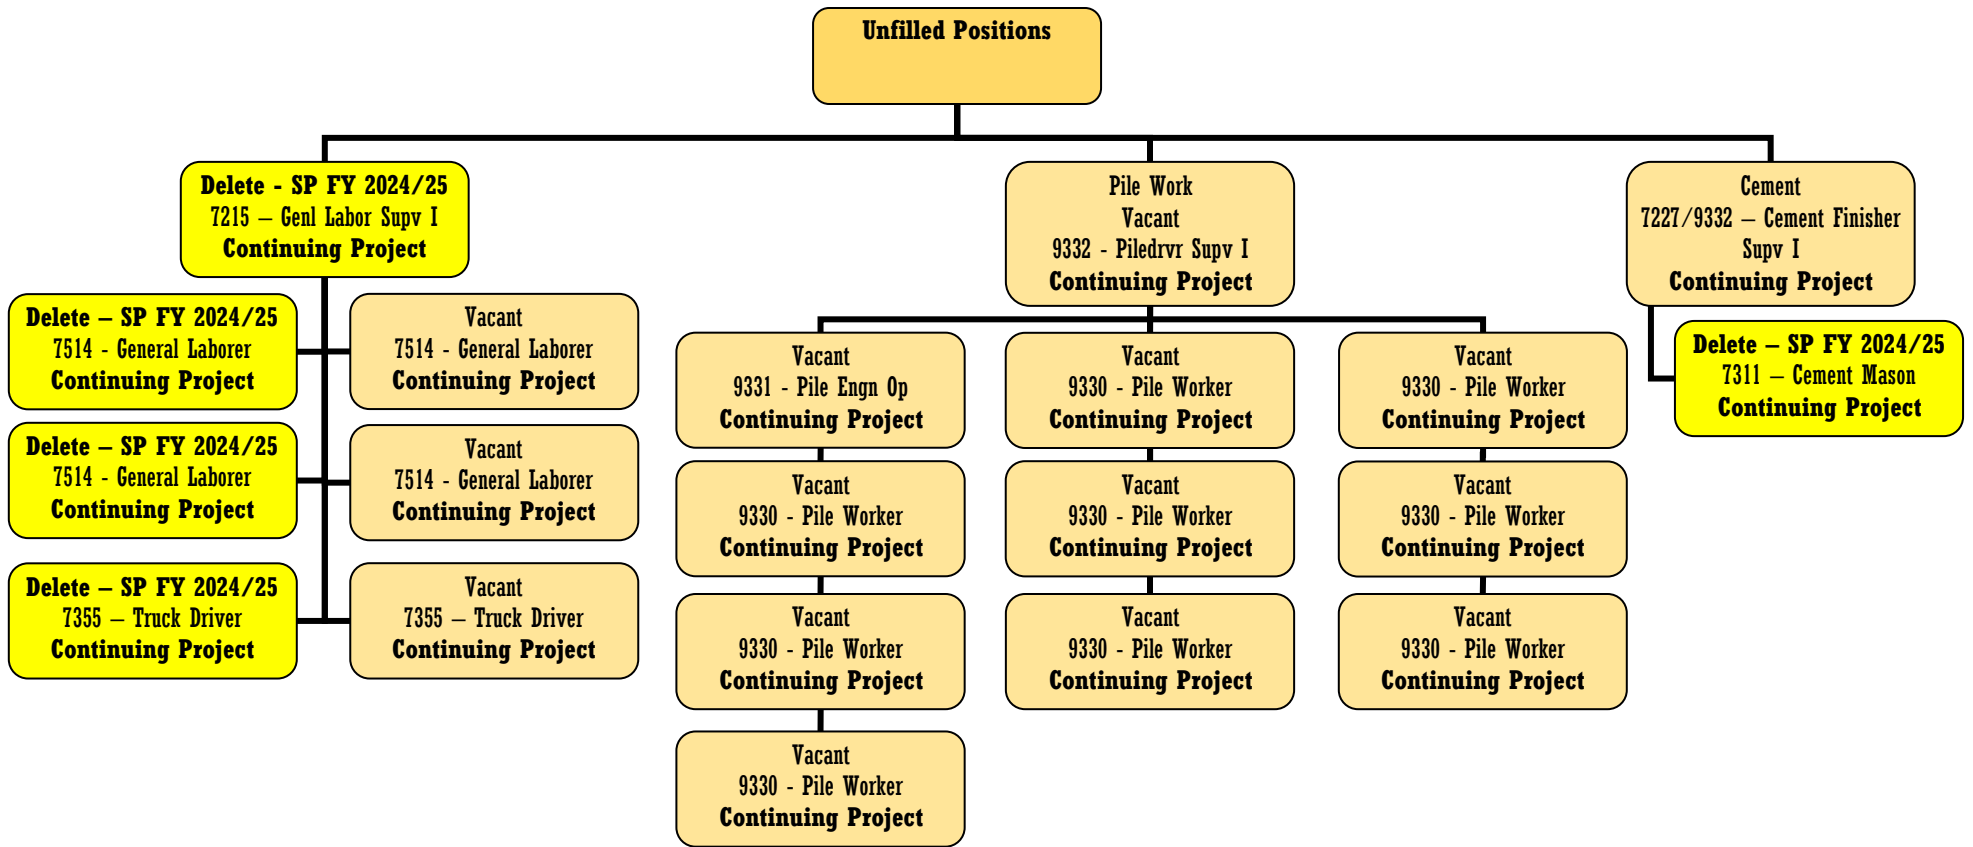 Unfilled Positions
Delete - SP FY 2024/25
7215 – Genl Labor Supv I
Continuing Project
Delete – SP FY 2024/25
7514 - General Laborer
Continuing Project
Vacant
7514 - General Laborer
Continuing Project
Delete – SP FY 2024/25
7514 - General Laborer
Continuing Project
Vacant
7514 - General Laborer
Continuing Project
Delete – SP FY 2024/25
7355 – Truck Driver
Continuing Project
Vacant
7355 – Truck Driver
Continuing Project
Pile Work
Vacant
9332 - Piledrvr Supv I
Continuing Project
Vacant
9331 - Pile Engn Op
Continuing Project
Vacant
9330 - Pile Worker
Continuing Project
Vacant
9330 - Pile Worker
Continuing Project
Vacant
9330 - Pile Worker
Continuing Project
Vacant
9330 - Pile Worker
Continuing Project
Vacant
9330 - Pile Worker
Continuing Project
Vacant
9330 - Pile Worker
Continuing Project
Vacant
9330 - Pile Worker
Continuing Project
Vacant
9330 - Pile Worker
Continuing Project
Vacant
9330 - Pile Worker
Continuing Project
Cement
7227/9332 – Cement Finisher
Supv I
Continuing Project
Delete – SP FY 2024/25
7311 – Cement Mason
Continuing Project